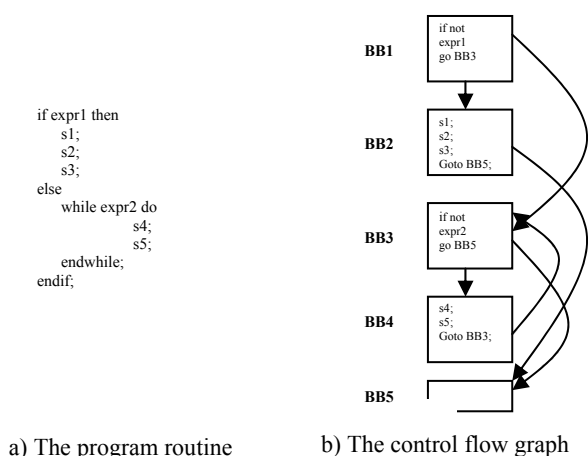 if expr1 then
s1;
s2;
s3;
else
while expr2 do
s4;
s5;
endwhile;
endif;
a) The program routine
BB1
if not
expr1
go BB3
BB2
s1;
s2;
s3;
Goto BB5;
BB3
if not
expr2
go BB5
BB4
s4;
s5;
Goto BB3;
BB5
b) The control flow graph